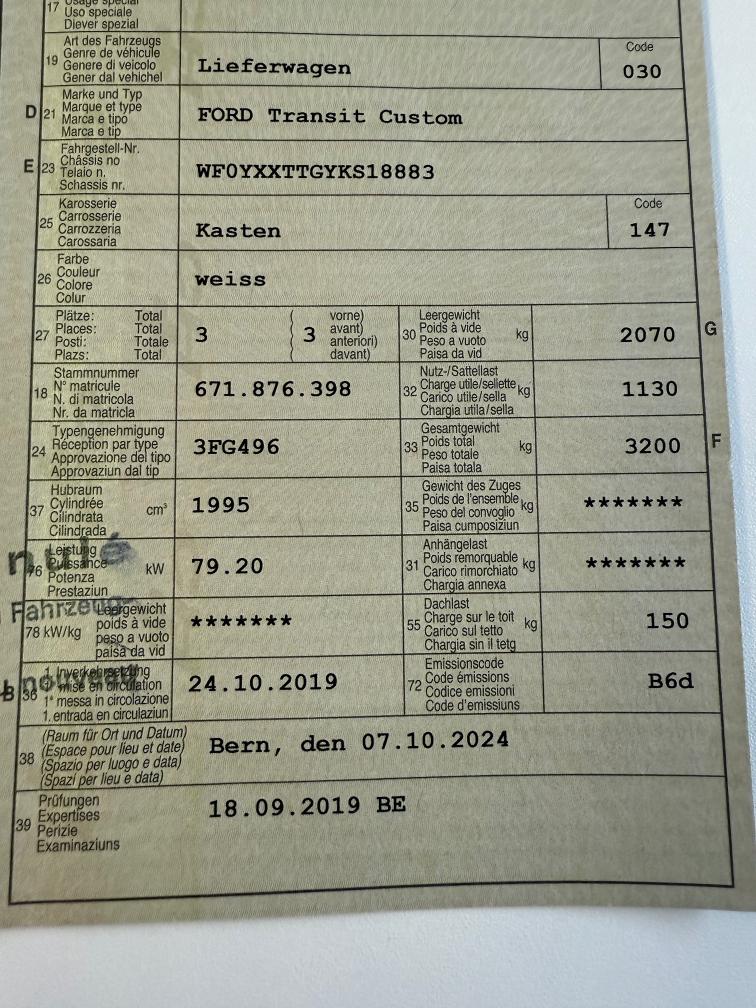 17 Usage spécial
Uso speciale
Diever spezial
19 Art des Fahrzeugs
Genre de véhicule
Genere di veicolo
Gener dal vehichel
Lieferwagen
Code
030
D 21 Marke und Typ
Marque et type
Marca e tipo
Marca e tip
FORD Transit Custom
E 23 Fahrgestell-Nr.
Châssis no
Telaio n.
Schassis nr.
WF0YXXTTGYKS18883
25 Karosserie
Carrosserie
Carrozzeria
Carossaria
Kasten
Code
147
26 Farbe
Couleur
Colore
Colur
weiss
27 Plätze: Total
Places: Total
Posti: Totale
Plazs: Total
3 ( 3 vorne)
avant)
anteriori)
davant)
30 Leergewicht
Poids à vide
Peso a vuoto
Paisa da vid
kg
2070 G
18 Stammnummer
N° matricule
N. di matricola
Nr. da matricla
671.876.398
32 Nutz-/Sattellast
Charge utile/sellette
Carico utile/sella
Chargia utila/sella
kg
1130
24 Typengenehmigung
Réception par type
Approvazione del tipo
Approvaziun dal tip
3FG496
33 Gesamtgewicht
Poids total
Peso totale
Paisa totala
kg
3200 F
37 Hubraum
Cylindrée
Cilindrata
Cilindrada
cm³
1995
35 Gewicht des Zuges
Poids de l'ensemble
Peso del convoglio
Paisa cumposiziun
kg
*******
76 Leistung
Puissance
Potenza
Prestaziun
kW
79.20
31 Anhängelast
Poids remorquable
Carico rimorchiato
Chargia annexa
kg
*******
Fahrzeug
78 kW/kg Leergewicht
poids à vide
peso a vuoto
paisa da vid
*******
55 Dachlast
Charge sur le toit
Carico sul tetto
Chargia sin il tetg
kg
150
nouveau
B 36 1. Inverkehrsetzung
1re mise en circulation
1ª messa in circolazione
1. entrada en circulaziun
24.10.2019
72 Emissionscode
Code émissions
Codice emissioni
Code d'emissiuns
B6d
38 (Raum für Ort und Datum)
(Espace pour lieu et date)
(Spazio per luogo e data)
(Spazi per lieu e data)
Bern, den 07.10.2024
39 Prüfungen
Expertises
Perizie
Examinaziuns
18.09.2019 BE